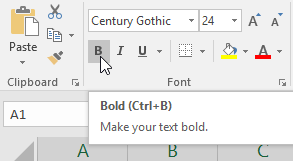 Century Gothic 24
Paste
B I U A
Clipboard Font
Bold (Ctrl+B)
A1
Make your text bold.
A B C